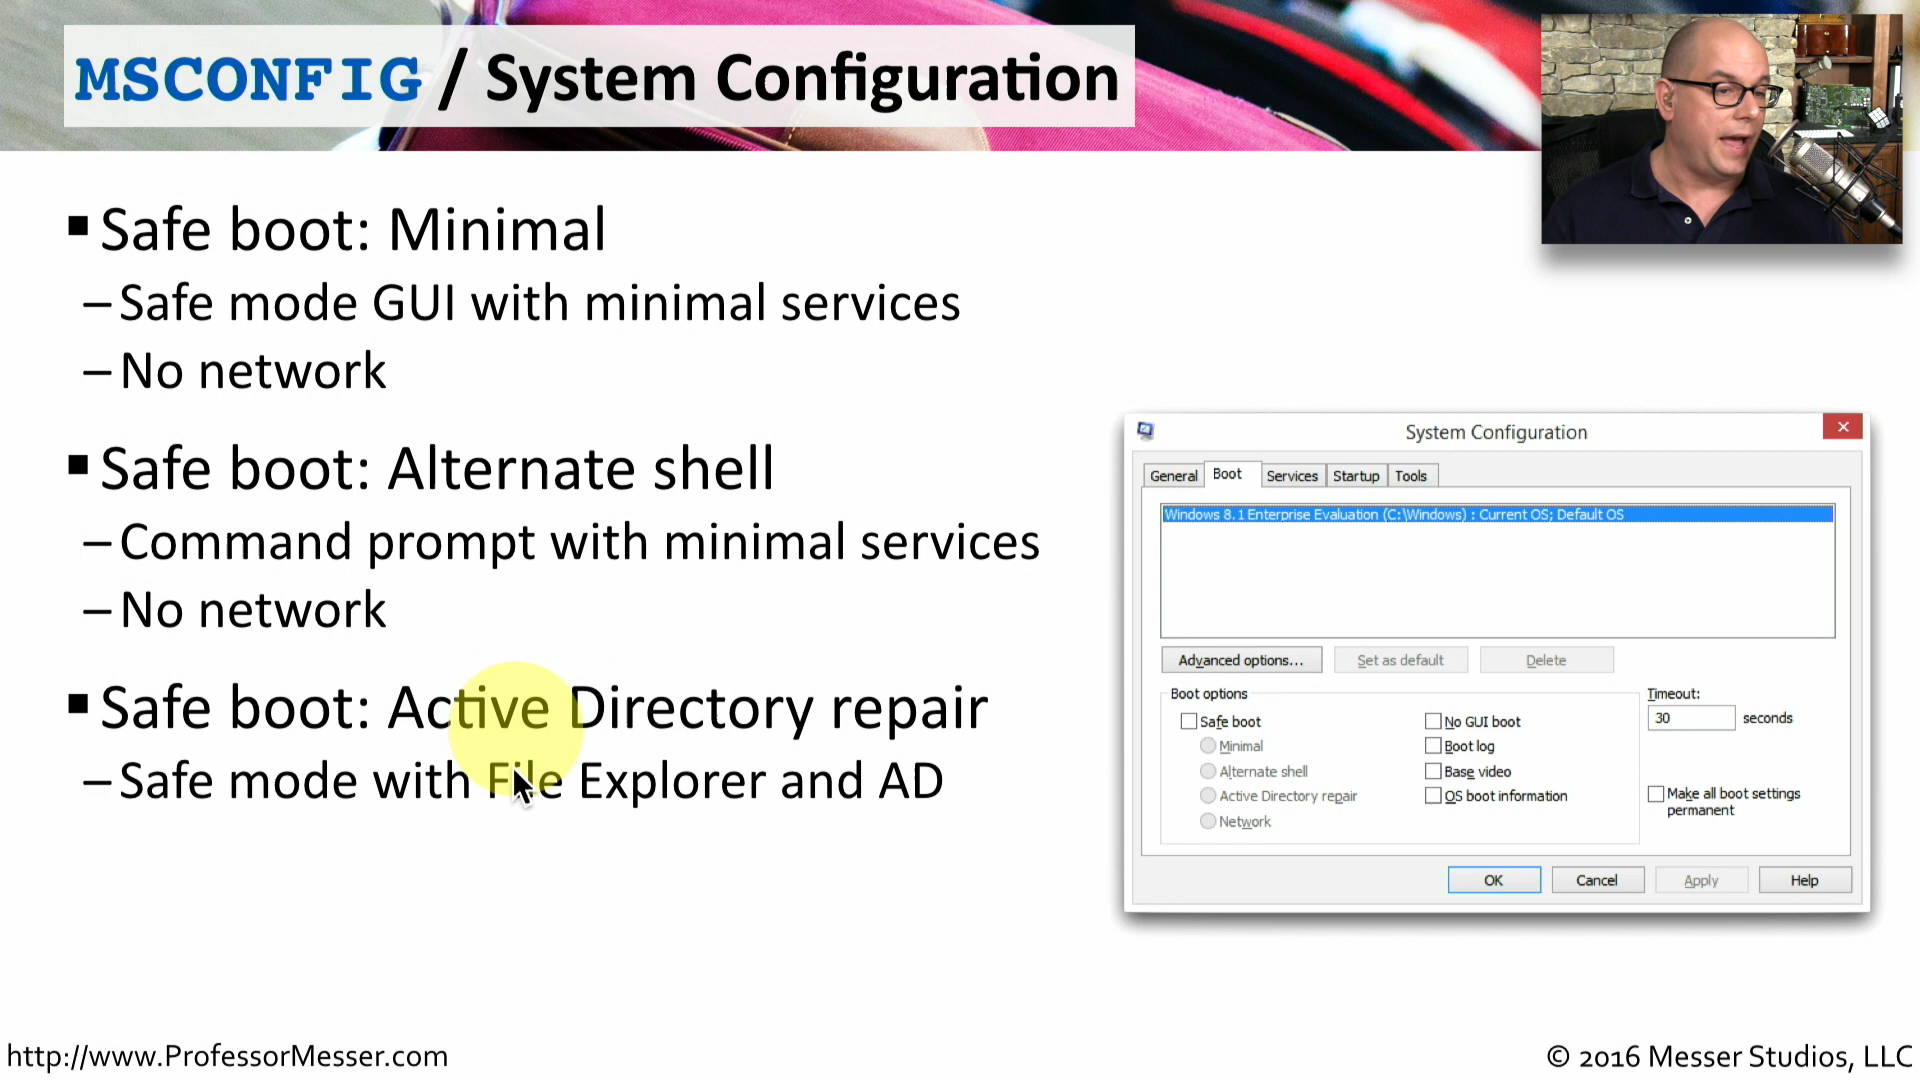 MSCONFIG / System Configuration
▪ Safe boot: Minimal
– Safe mode GUI with minimal services
– No network
▪ Safe boot: Alternate shell
– Command prompt with minimal services
– No network
▪ Safe boot: Active Directory repair
– Safe mode with File Explorer and AD
System Configuration
General Boot Services Startup Tools
Windows 8.1 Enterprise Evaluation (C:\Windows) : Current OS; Default OS
Advanced options... Set as default Delete
Boot options
Safe boot
Minimal
Alternate shell
Active Directory repair
Network
No GUI boot
Boot log
Base video
OS boot information
Timeout:
30 seconds
Make all boot settings
permanent
OK Cancel Apply Help
http://www.ProfessorMesser.com
© 2016 Messer Studios, LLC